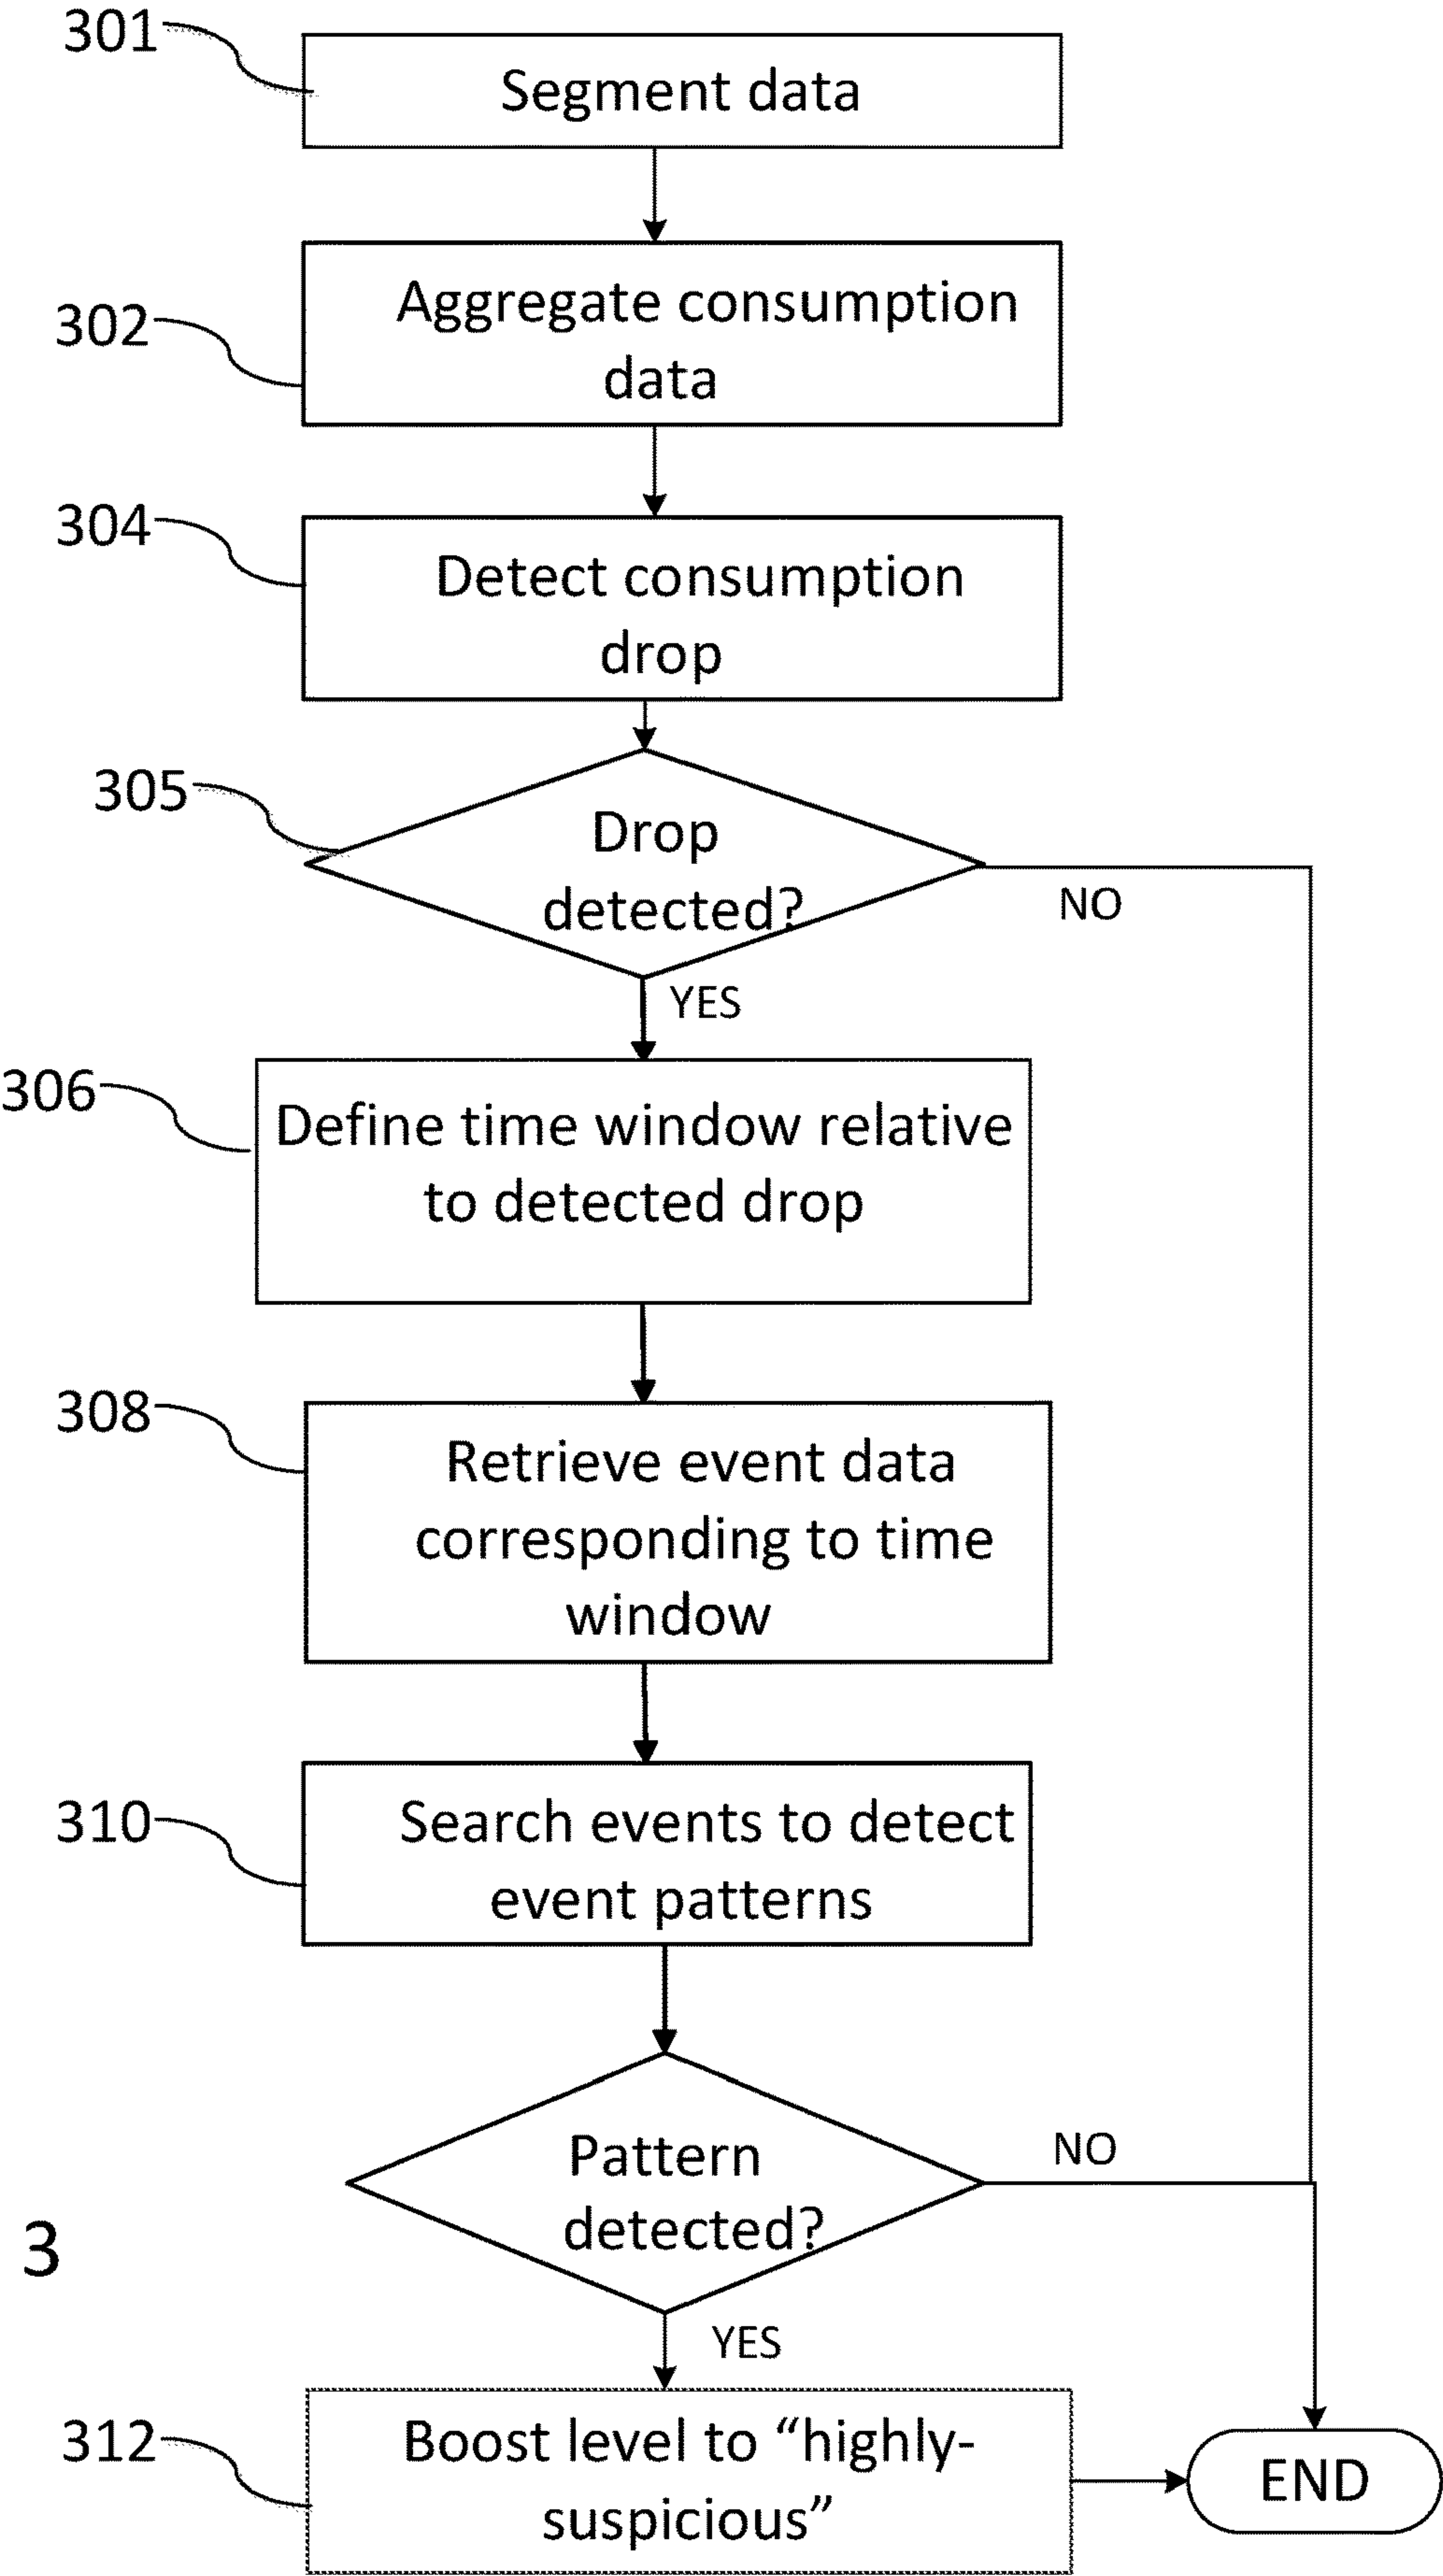 301
Segment data
302
Aggregate consumption
data
304
Detect consumption
drop
305
Drop
detected?
NO
YES
306
Define time window relative
to detected drop
308
Retrieve event data
corresponding to time
window
310
Search events to detect
event patterns
Pattern
detected?
NO
3
YES
312
Boost level to “highly-
suspicious”
END